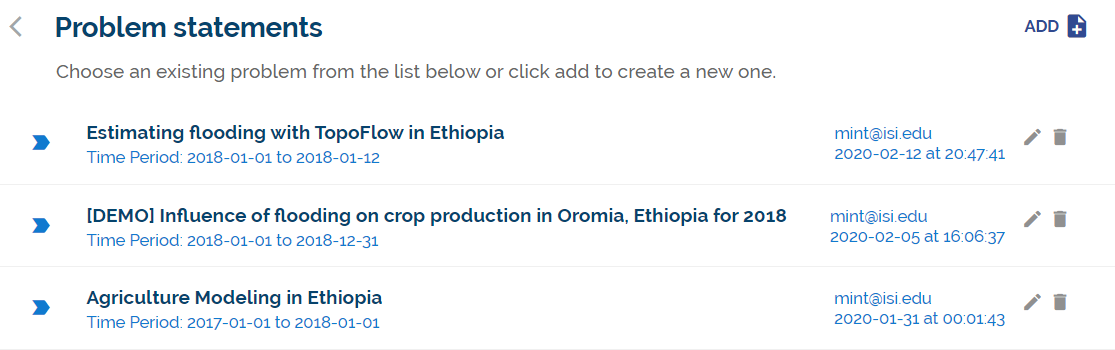 Problem statements
ADD
Choose an existing problem from the list below or click add to create a new one.
Estimating flooding with TopoFlow in Ethiopia
mint@isi.edu
Time Period: 2018-01-01 to 2018-01-12
2020-02-12 at 20:47:41
[DEMO] Influence of flooding on crop production in Oromia, Ethiopia for 2018
mint@isi.edu
Time Period: 2018-01-01 to 2018-12-31
2020-02-05 at 16:06:37
Agriculture Modeling in Ethiopia
mint@isi.edu
Time Period: 2017-01-01 to 2018-01-01
2020-01-31 at 00:01:43